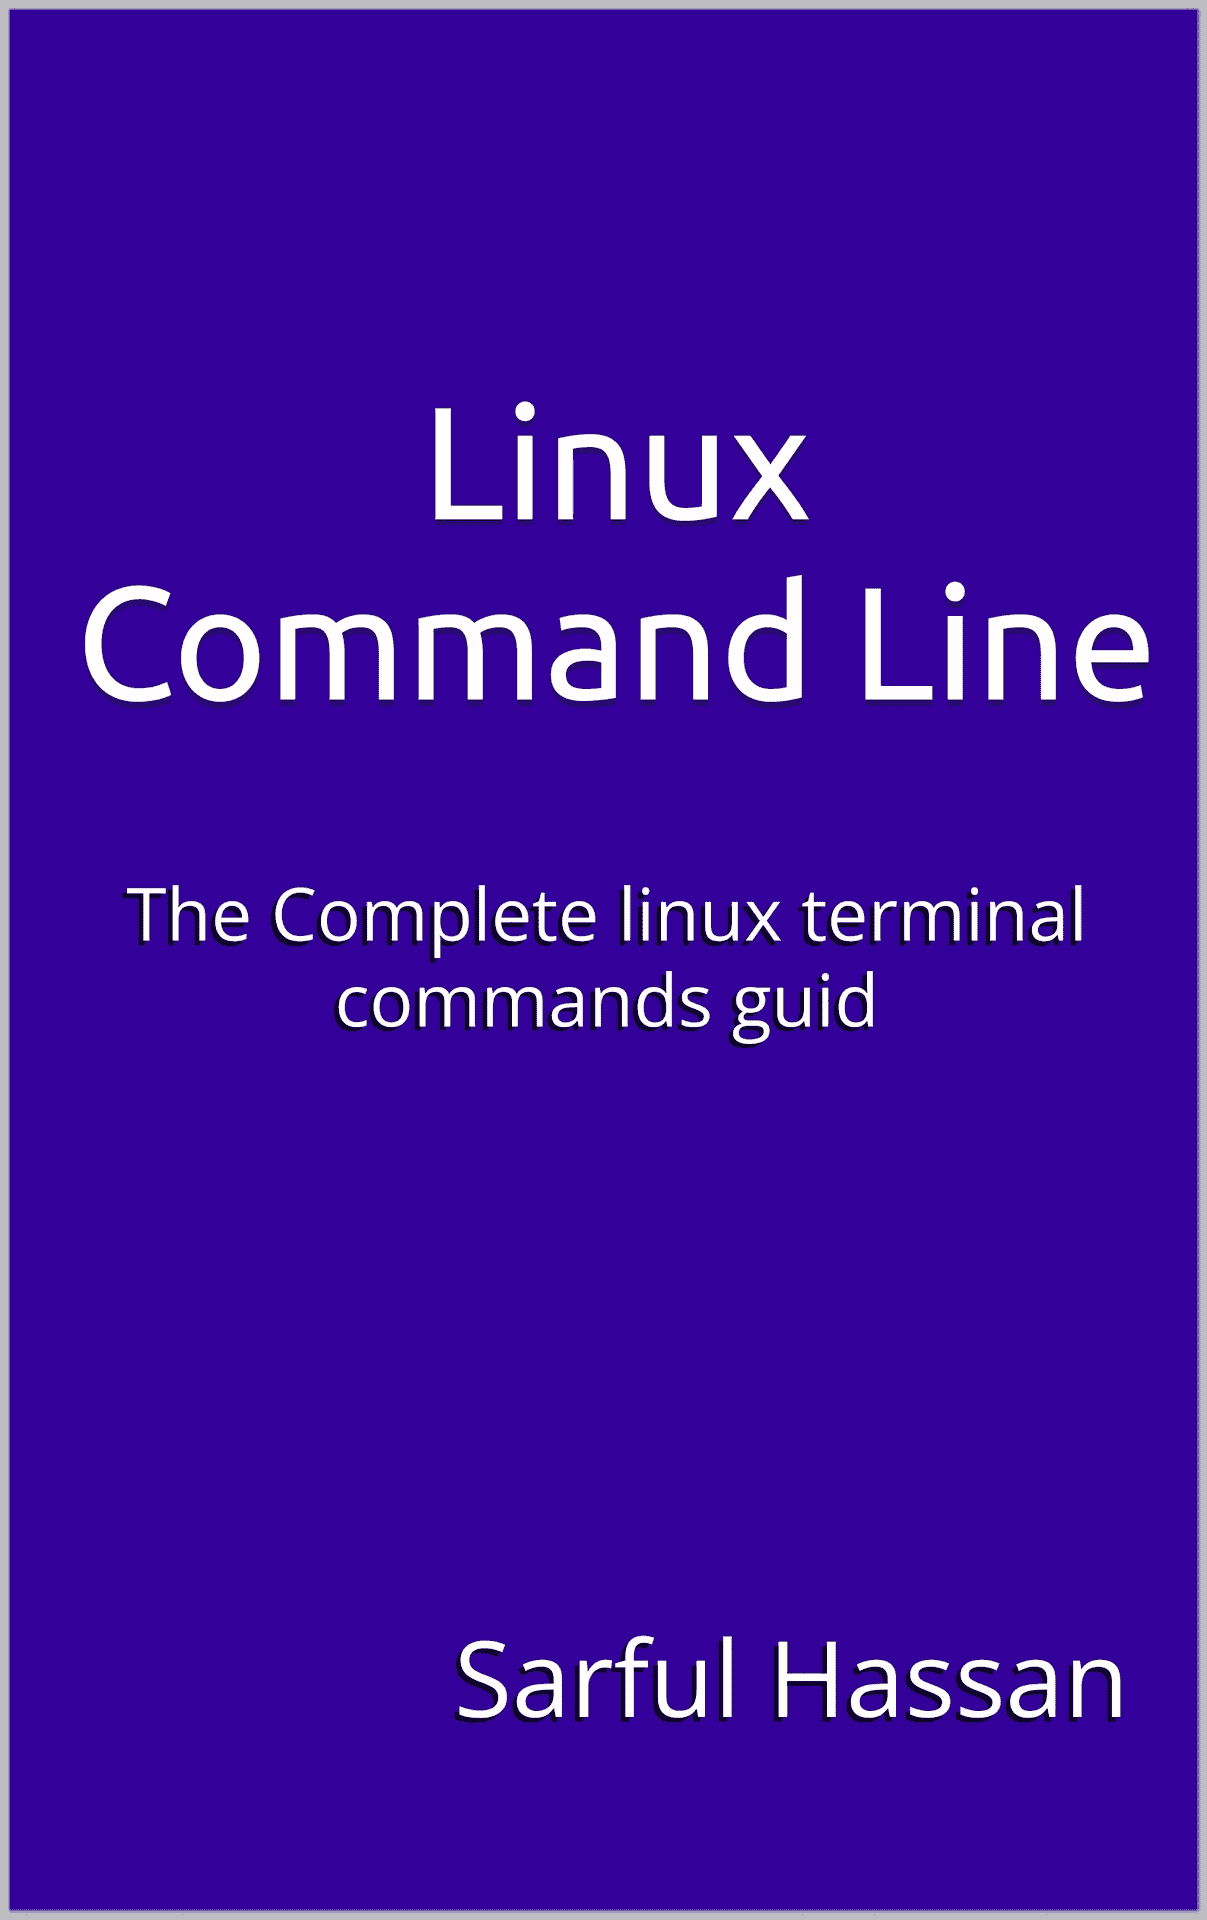 Linux
Command Line
The Complete linux terminal
commands guid
Sarful Hassan